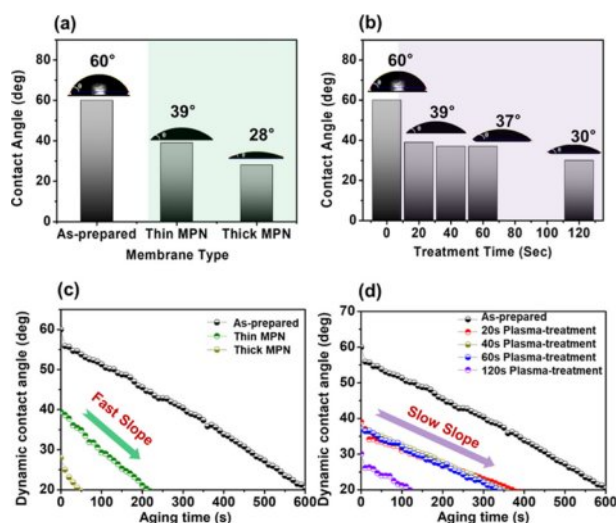 (a)
Contact Angle (deg)
100
80
60
40
20
0
60°
39°
28°
As-prepared
Thin MPN
Thick MPN
Membrane Type
(b)
Contact Angle (deg)
100
80
60
40
20
0
60°
39°
37°
30°
0
20
40
60
80
100
120
Treatment Time (Sec)
(c)
Dynamic contact angle (deg)
70
60
50
40
30
20
As-prepared
Thin MPN
Thick MPN
Fast Slope
0 100 200 300 400 500 600
Aging time (s)
(d)
Dynamic contact angle (deg)
70
60
50
40
30
20
As-prepared
20s Plasma-treatment
40s Plasma-treatment
60s Plasma-treatment
120s Plasma-treatment
Slow Slope
0 100 200 300 400 500 600
Aging time (s)